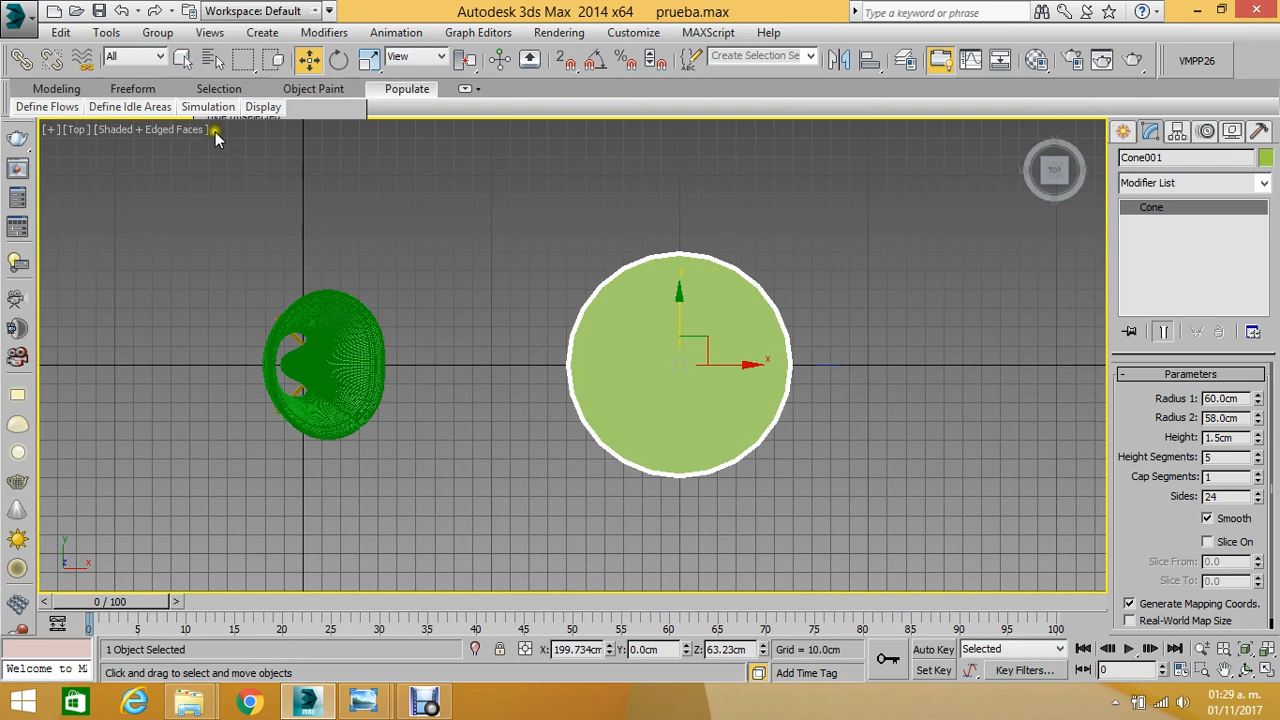 Workspace: Default
Autodesk 3ds Max 2014 x64 prueba.max
Type a keyword or phrase
Edit Tools Group Views Create Modifiers Animation Graph Editors Rendering Customize MAXScript Help
All View Create Selection Se VMPP26
Modeling Freeform Selection Object Paint Populate
Define Flows Define Idle Areas Simulation Display
[+] [Top] [Shaded + Edged Faces ]
TOP
y
x
z
y
x
Cone001
Modifier List
Cone
- Parameters
Radius 1: 60.0cm
Radius 2: 58.0cm
Height: 1.5cm
Height Segments: 5
Cap Segments: 1
Sides: 24
Smooth
Slice On
Slice From: 0.0
Slice To: 0.0
Generate Mapping Coords.
Real-World Map Size
< 0 / 100 >
0 5 10 15 20 25 30 35 40 45 50 55 60 65 70 75 80 85 90 95 100
1 Object Selected X: 199.734cm Y: 0.0cm Z: 63.23cm Grid = 10.0cm Auto Key Selected
Welcome to M Click and drag to select and move objects Add Time Tag Set Key Key Filters... 0
MAX
01:29 a. m.
01/11/2017